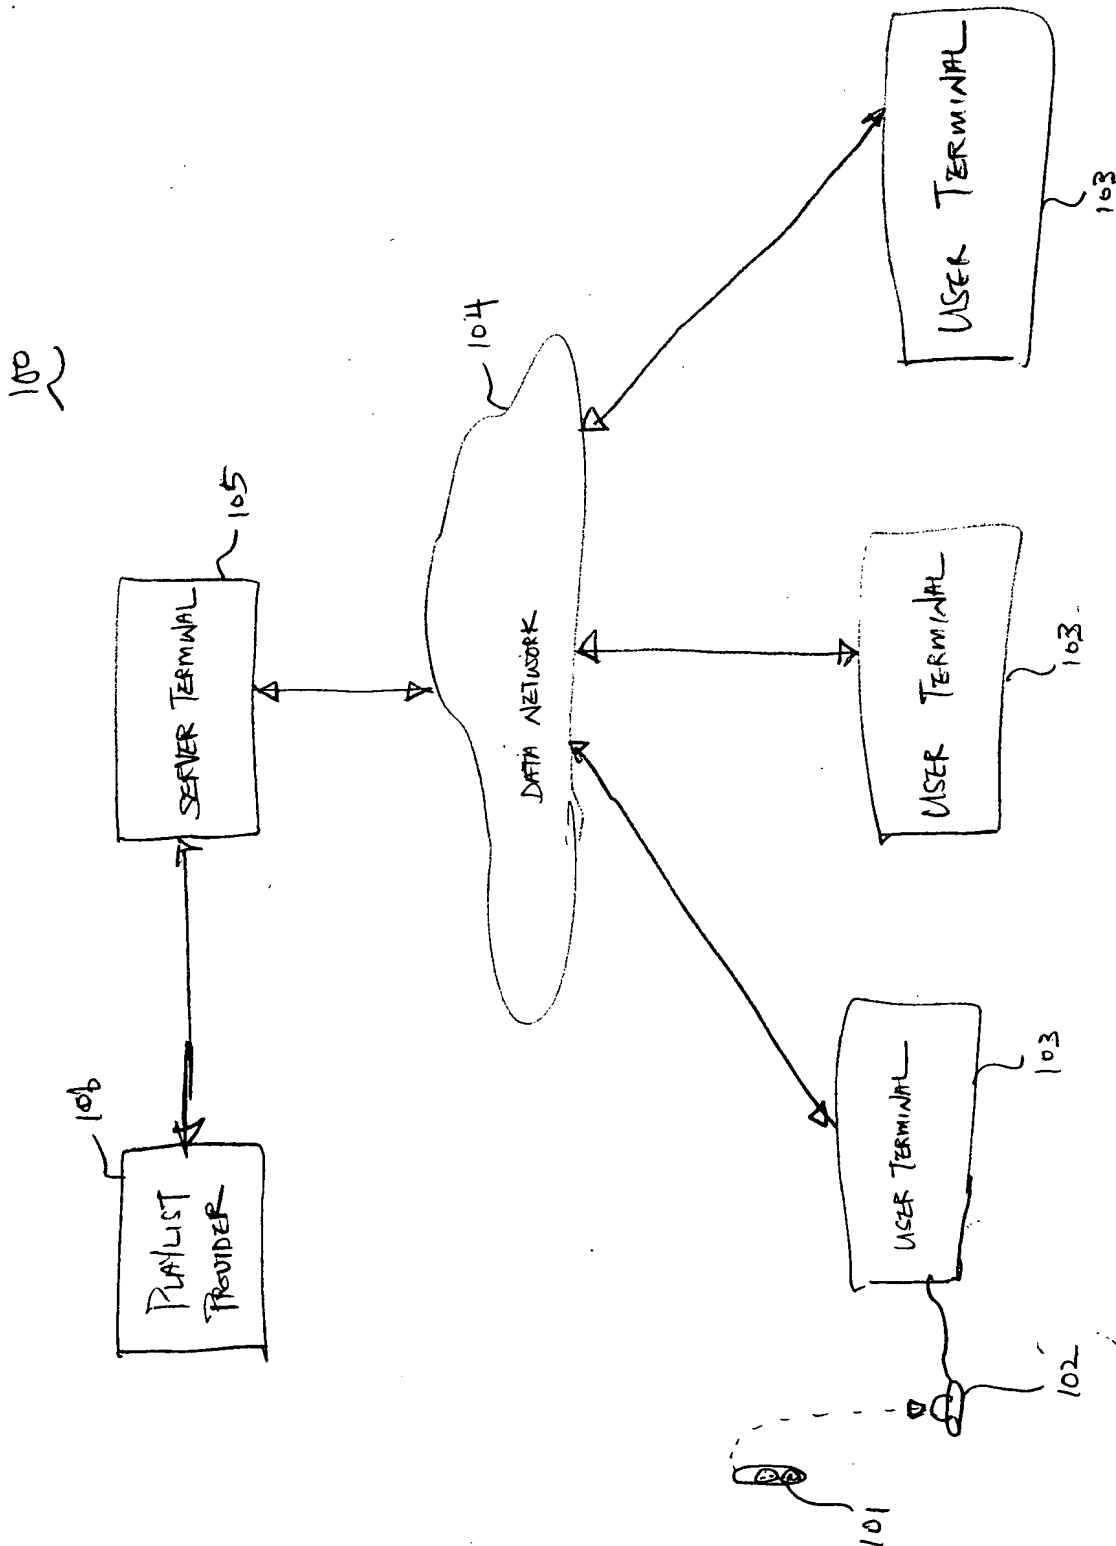 100
106
PLAYLIST
PROVIDER
SERVER TERMINAL
105
104
DATA NETWORK
USER TERMINAL
103
USER TERMINAL
103
USER TERMINAL
103
101
102